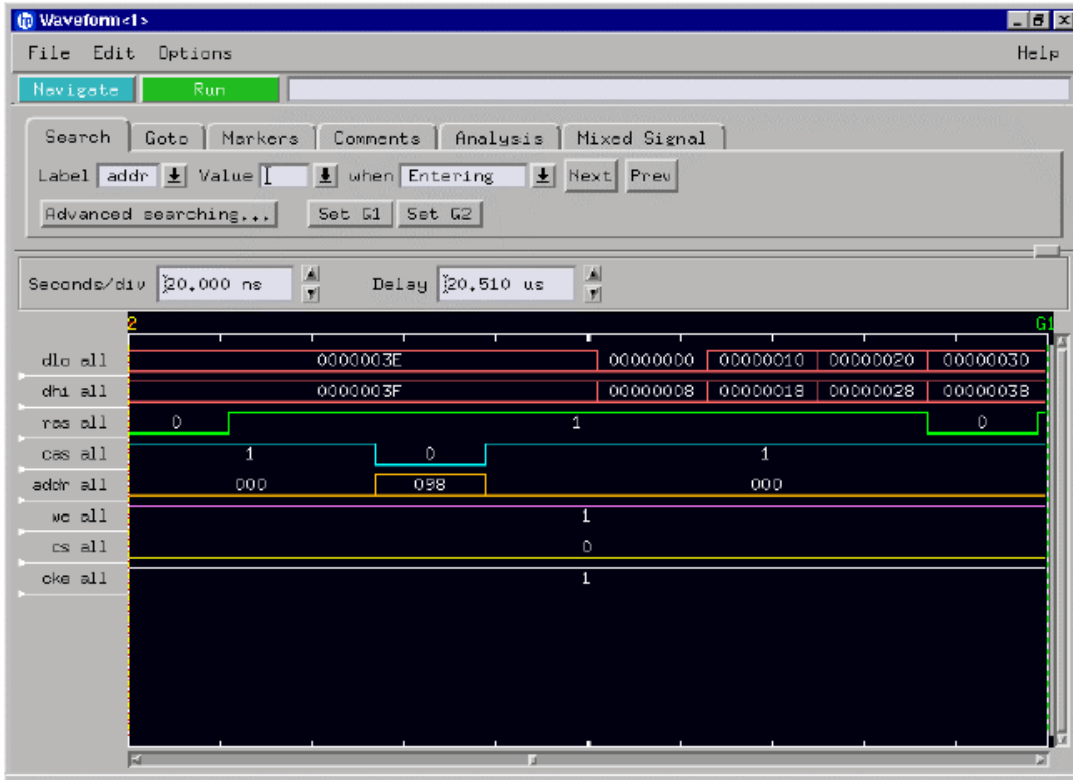 Waveform<1>
File Edit Options Help
Navigate Run
Search Goto Markers Comments Analysis Mixed Signal
Label addr Value when Entering Next Prev
Advanced searching... Set G1 Set G2
Seconds/div 20.000 ns Delay 20.510 us
2 G1
dlo all 0000003E 00000000 00000010 00000020 00000030
dhi all 0000003F 00000008 00000018 00000028 00000038
ras all 0 1 0
cas all 1 0 1
addr all 000 098 000
we all 1
cs all 0
cke all 1